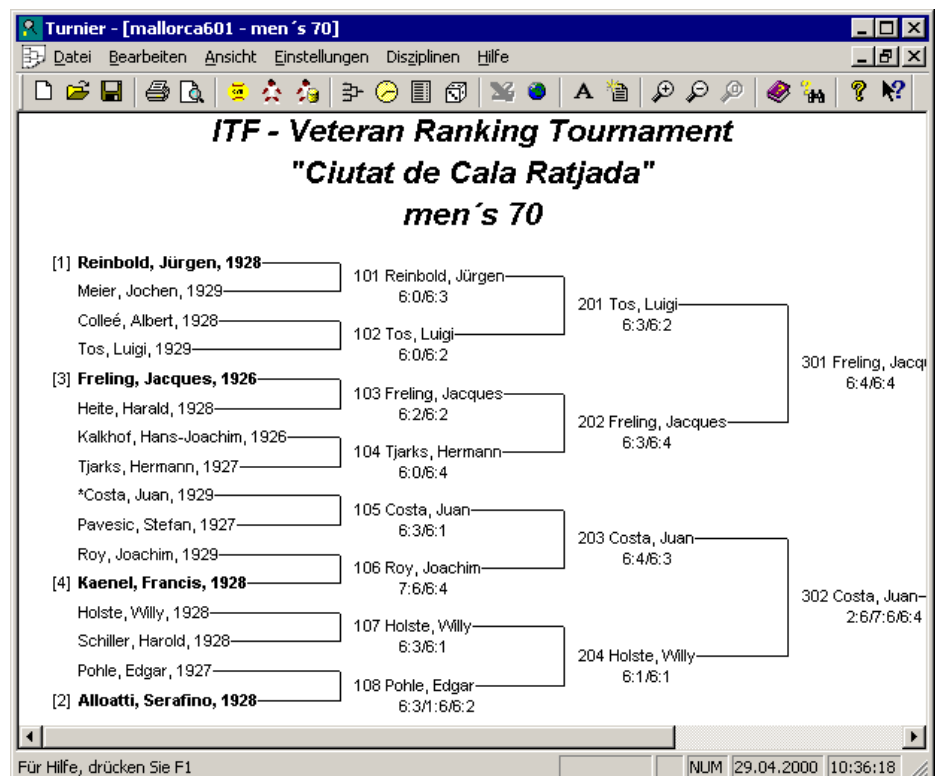 Turnier - [mallorca601 - men´s 70]
Datei Bearbeiten Ansicht Einstellungen Disziplinen Hilfe
ITF - Veteran Ranking Tournament
"Ciutat de Cala Ratjada"
men´s 70
[1] Reinbold, Jürgen, 1928
Meier, Jochen, 1929
Colleé, Albert, 1928
Tos, Luigi, 1929
[3] Freling, Jacques, 1926
Heite, Harald, 1928
Kalkhof, Hans-Joachim, 1926
Tjarks, Hermann, 1927
*Costa, Juan, 1929
Pavesic, Stefan, 1927
Roy, Joachim, 1929
[4] Kaenel, Francis, 1928
Holste, Willy, 1928
Schiller, Harold, 1928
Pohle, Edgar, 1927
[2] Alloatti, Serafino, 1928
101 Reinbold, Jürgen
6:0/6:3
102 Tos, Luigi
6:0/6:2
103 Freling, Jacques
6:2/6:2
104 Tjarks, Hermann
6:0/6:4
105 Costa, Juan
6:3/6:1
106 Roy, Joachim
7:6/6:4
107 Holste, Willy
6:3/6:1
108 Pohle, Edgar
6:3/1:6/6:2
201 Tos, Luigi
6:3/6:2
202 Freling, Jacques
6:3/6:4
203 Costa, Juan
6:4/6:3
204 Holste, Willy
6:1/6:1
301 Freling, Jacq
6:4/6:4
302 Costa, Juan
2:6/7:6/6:4
Für Hilfe, drücken Sie F1
NUM 29.04.2000 10:36:18